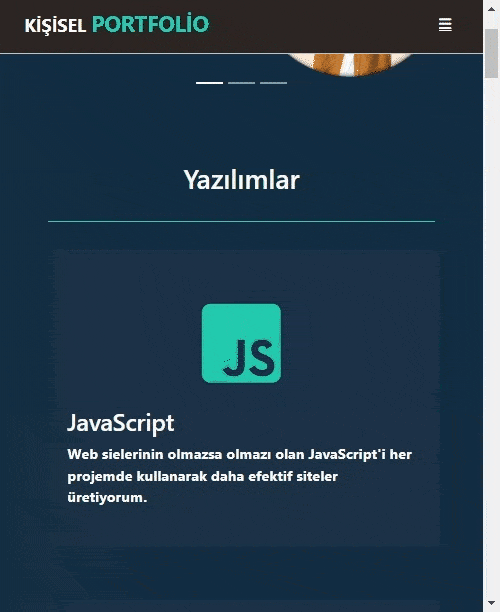 KİŞİSEL PORTFOLİO
Yazılımlar
JS
JavaScript
Web sielerinin olmazsa olmazı olan JavaScript'i her
projemde kullanarak daha efektif siteler
üretiyorum.